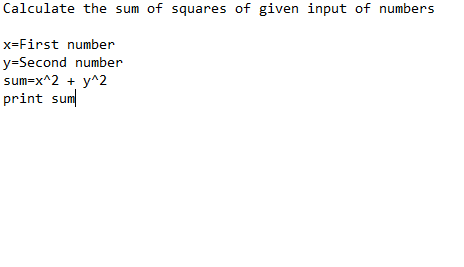 Calculate the sum of squares of given input of numbers
x=First number
y=Second number
sum=x^2 + y^2
print sum